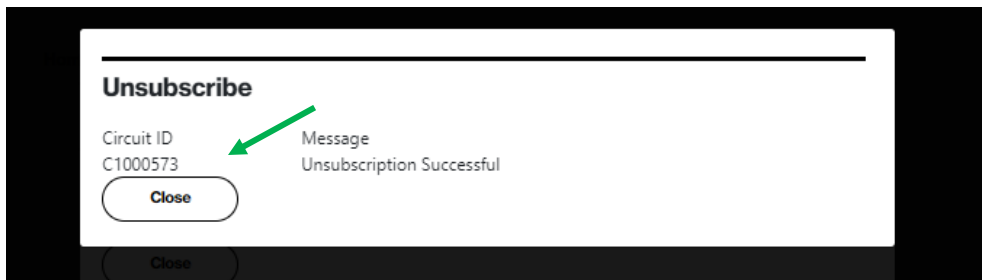 Unsubscribe
Circuit ID Message
C1000573 Unsubscription Successful
Close
Close